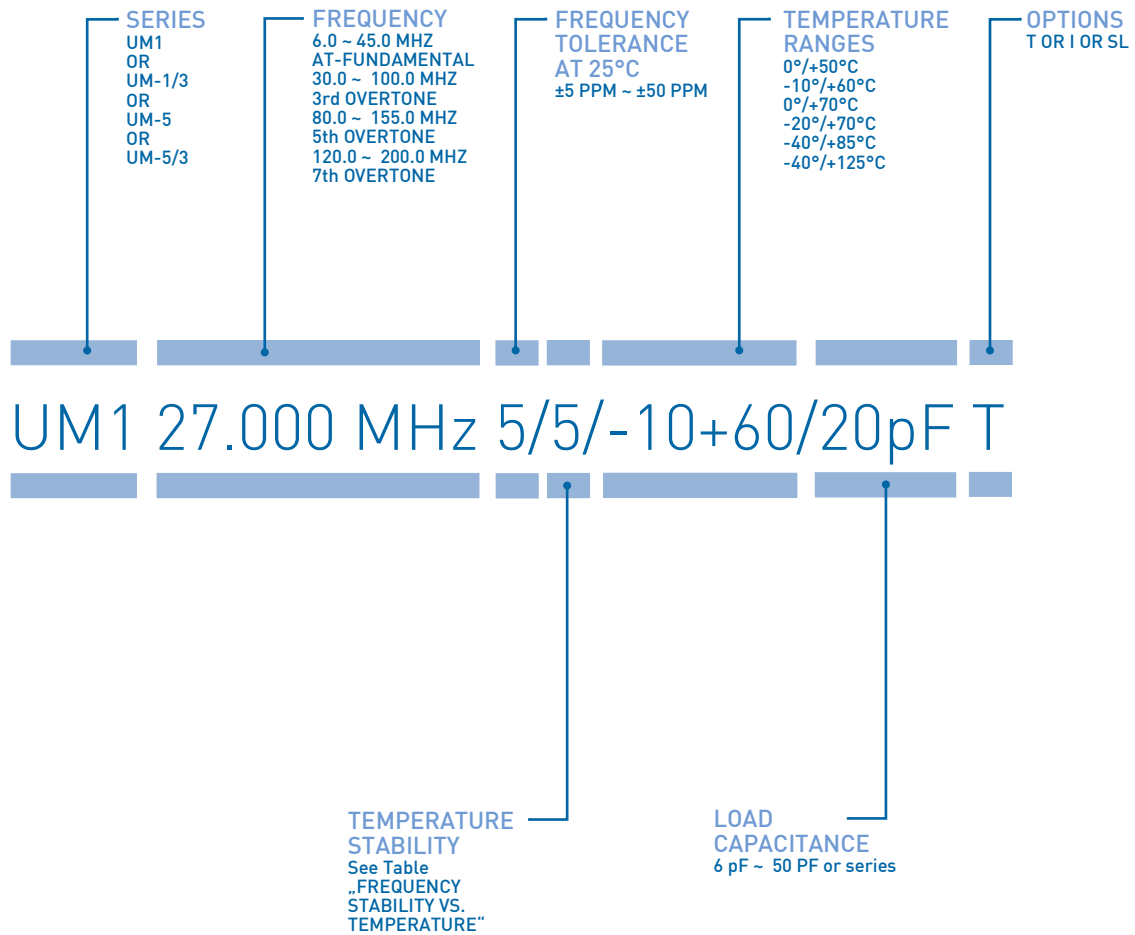 SERIES
UM1
OR
UM-1/3
OR
UM-5
OR
UM-5/3
FREQUENCY
6.0 ~ 45.0 MHZ
AT-FUNDAMENTAL
30.0 ~ 100.0 MHZ
3rd OVERTONE
80.0 ~ 155.0 MHZ
5th OVERTONE
120.0 ~ 200.0 MHZ
7th OVERTONE
FREQUENCY
TOLERANCE
AT 25°C
±5 PPM ~ ±50 PPM
TEMPERATURE
RANGES
0°/+50°C
-10°/+60°C
0°/+70°C
-20°/+70°C
-40°/+85°C
-40°/+125°C
OPTIONS
T OR I OR SL
UM1 27.000 MHz 5/5/-10+60/20pF T
TEMPERATURE
STABILITY
See Table
„FREQUENCY
STABILITY VS.
TEMPERATURE“
LOAD
CAPACITANCE
6 pF ~ 50 PF or series